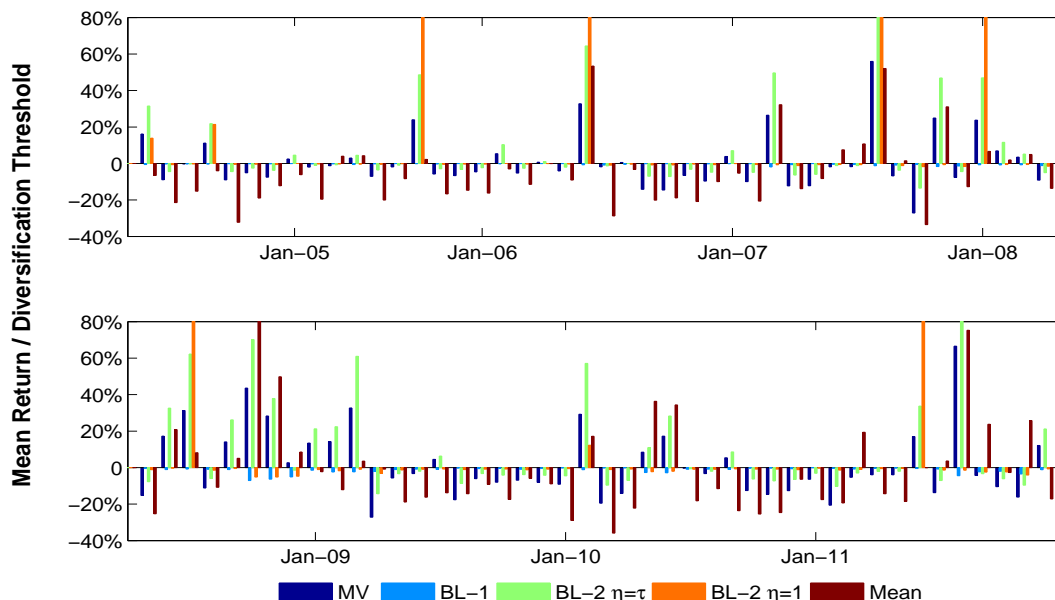 Mean Return / Diversification Threshold
80%
60%
40%
20%
0
−20%
−40%
Jan−05
Jan−06
Jan−07
Jan−08
80%
60%
40%
20%
0
−20%
−40%
Jan−09
Jan−10
Jan−11
MV BL−1 BL−2 η=τ BL−2 η=1 Mean